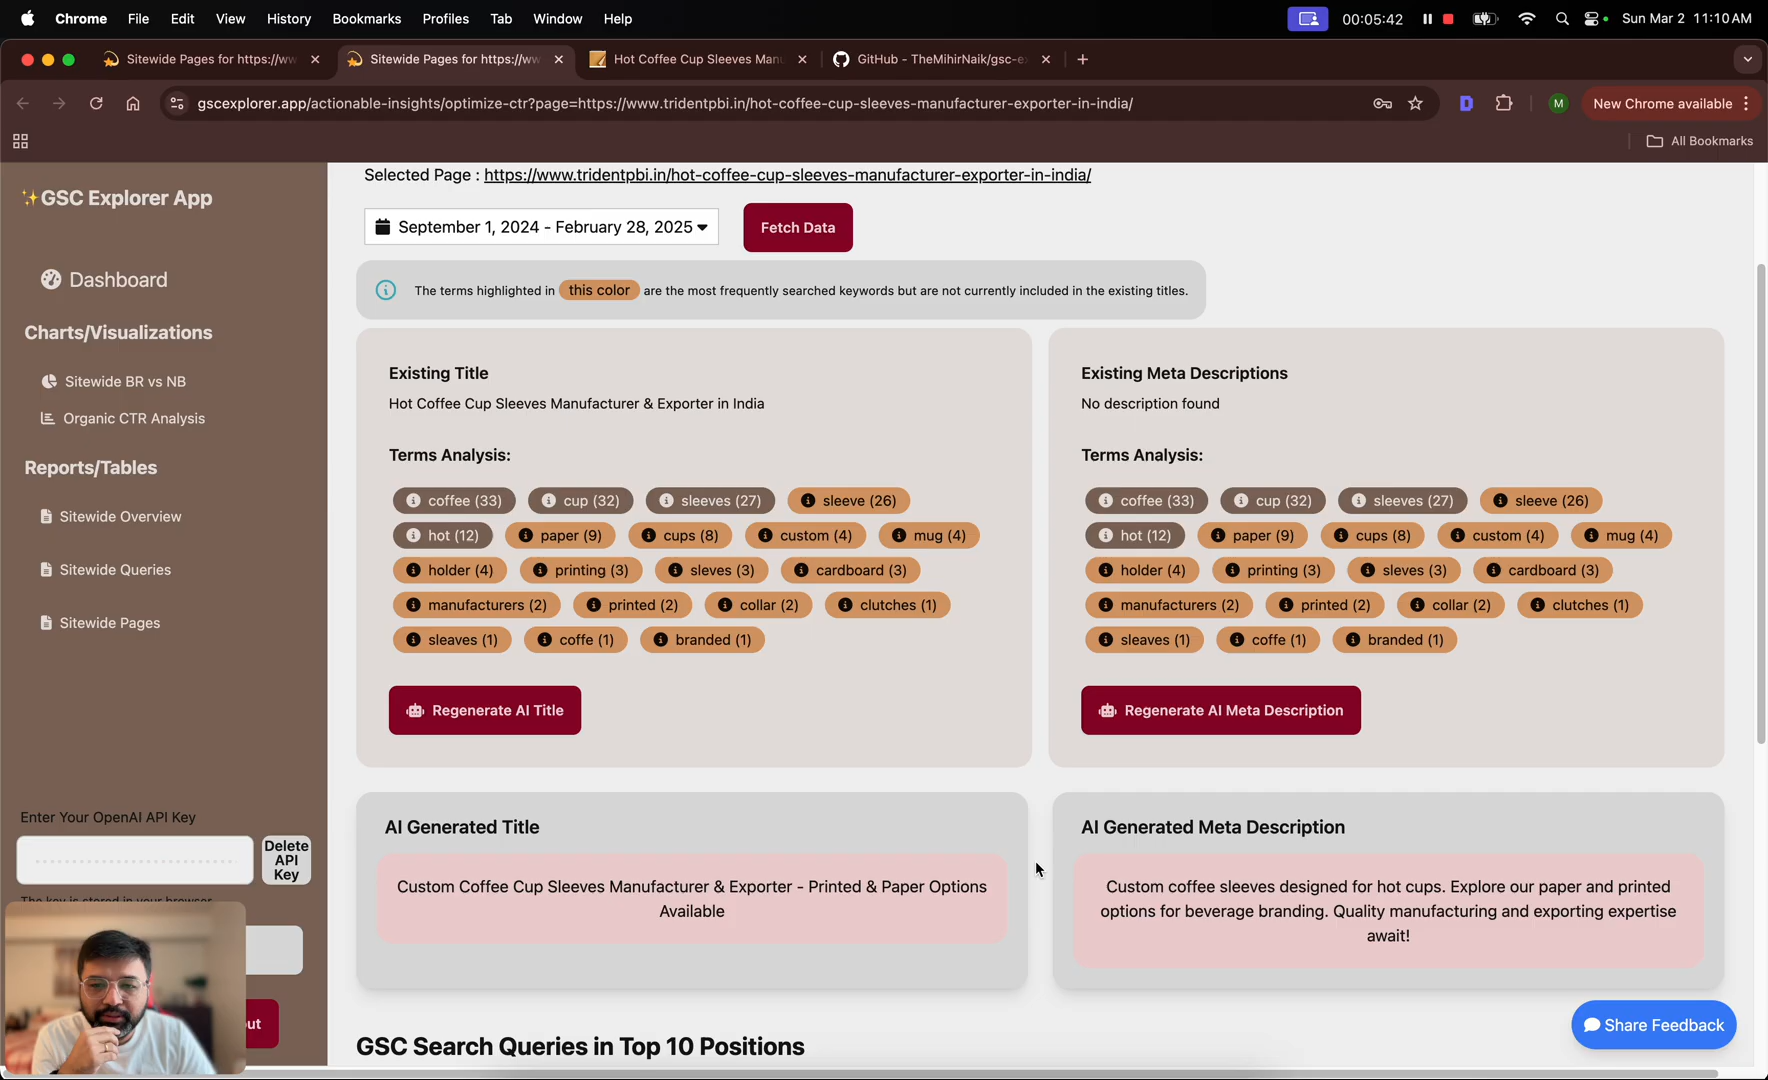 Chrome File Edit View History Bookmarks Profiles Tab Window Help 00:05:42 Sun Mar 2 11:10 AM
Sitewide Pages for https://ww Sitewide Pages for https://ww Hot Coffee Cup Sleeves Man GitHub - TheMihirNaik/gsc-e
gscexplorer.app/actionable-insights/optimize-ctr?page=https://www.tridentpbi.in/hot-coffee-cup-sleeves-manufacturer-exporter-in-india/ D M New Chrome available
All Bookmarks
✨GSC Explorer App
Dashboard
Charts/Visualizations
Sitewide BR vs NB
Organic CTR Analysis
Reports/Tables
Sitewide Overview
Sitewide Queries
Sitewide Pages
Enter Your OpenAI API Key
Delete
API
Key
The key is stored in your browser
Selected Page : https://www.tridentpbi.in/hot-coffee-cup-sleeves-manufacturer-exporter-in-india/
September 1, 2024 - February 28, 2025 Fetch Data
The terms highlighted in this color are the most frequently searched keywords but are not currently included in the existing titles.
Existing Title
Hot Coffee Cup Sleeves Manufacturer & Exporter in India
Terms Analysis:
coffee (33) cup (32) sleeves (27) sleeve (26)
hot (12) paper (9) cups (8) custom (4) mug (4)
holder (4) printing (3) sleves (3) cardboard (3)
manufacturers (2) printed (2) collar (2) clutches (1)
sleaves (1) coffe (1) branded (1)
Regenerate AI Title
Existing Meta Descriptions
No description found
Terms Analysis:
coffee (33) cup (32) sleeves (27) sleeve (26)
hot (12) paper (9) cups (8) custom (4) mug (4)
holder (4) printing (3) sleves (3) cardboard (3)
manufacturers (2) printed (2) collar (2) clutches (1)
sleaves (1) coffe (1) branded (1)
Regenerate AI Meta Description
AI Generated Title
Custom Coffee Cup Sleeves Manufacturer & Exporter - Printed & Paper Options
Available
AI Generated Meta Description
Custom coffee sleeves designed for hot cups. Explore our paper and printed
options for beverage branding. Quality manufacturing and exporting expertise
await!
GSC Search Queries in Top 10 Positions
Share Feedback